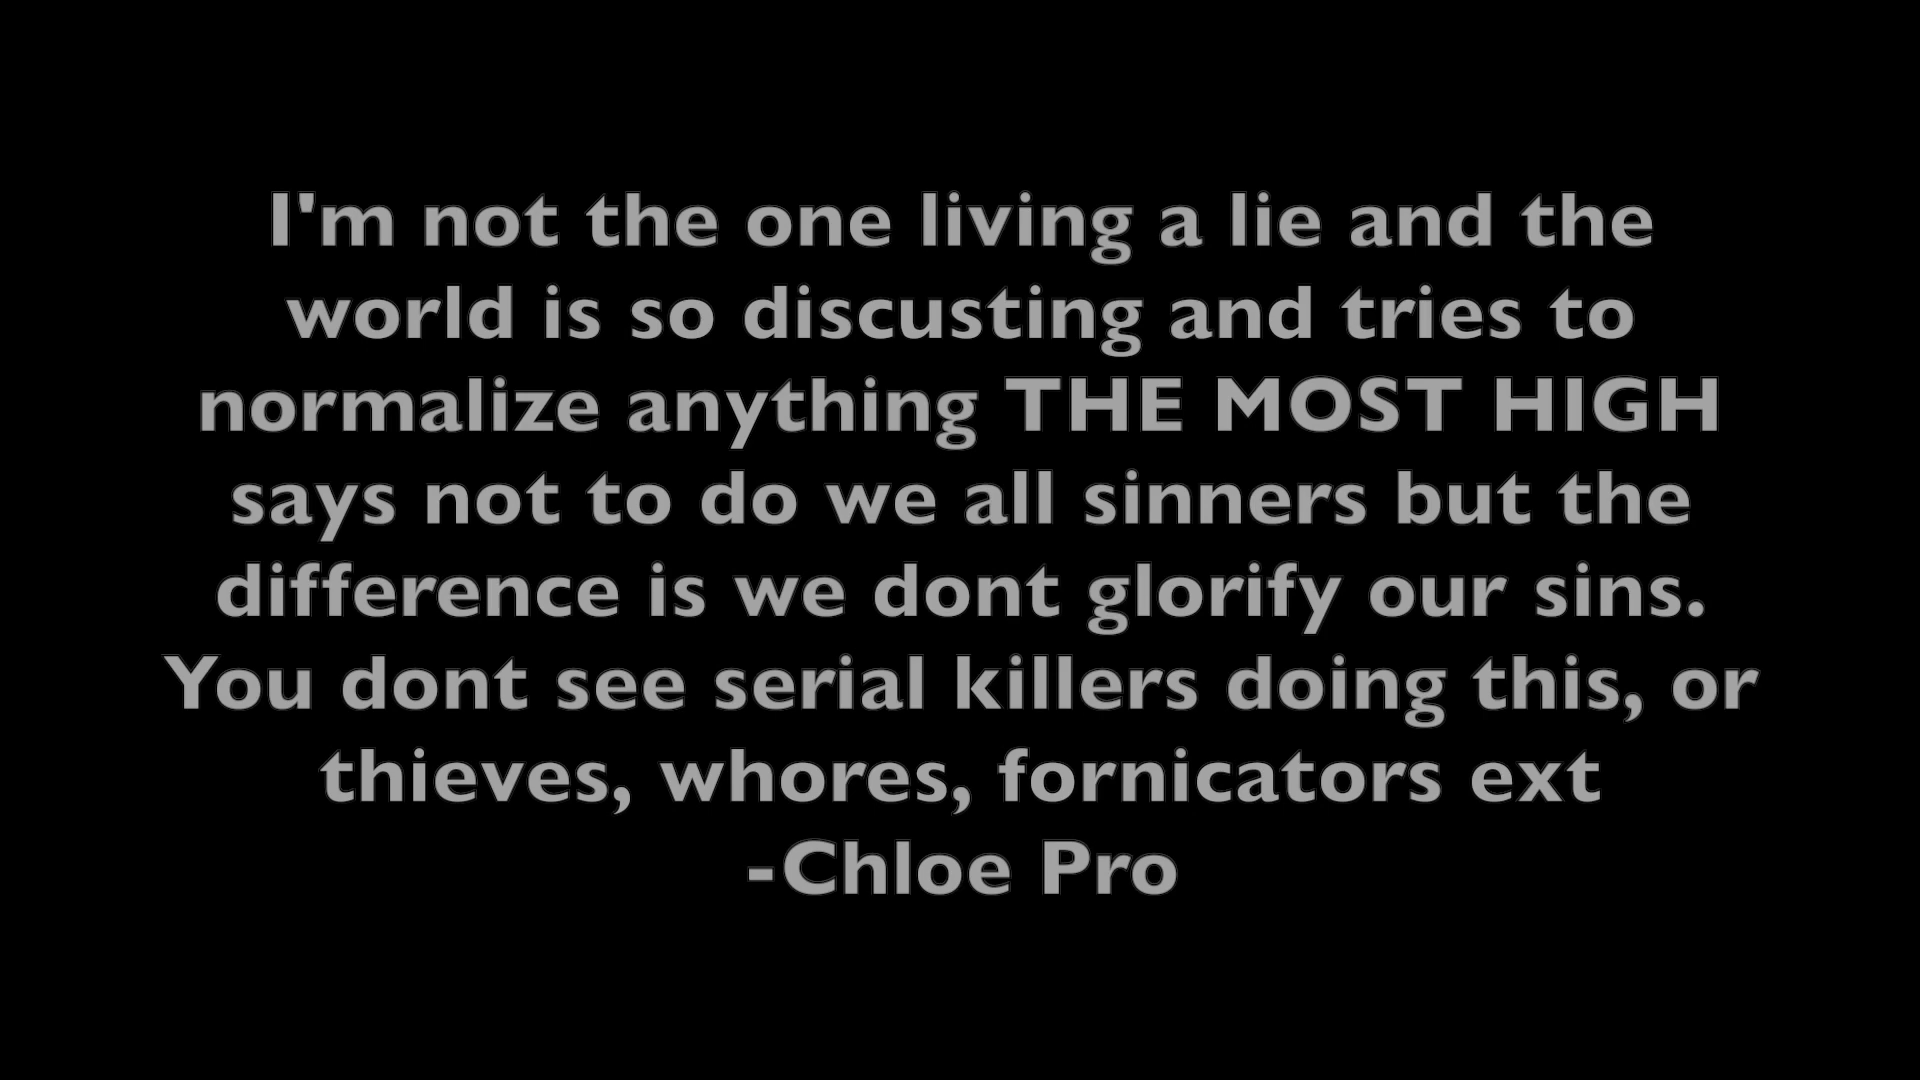 I'm not the one living a lie and the
world is so discusting and tries to
normalize anything THE MOST HIGH
says not to do we all sinners but the
difference is we dont glorify our sins.
You dont see serial killers doing this, or
thieves, whores, fornicators ext
-Chloe Pro